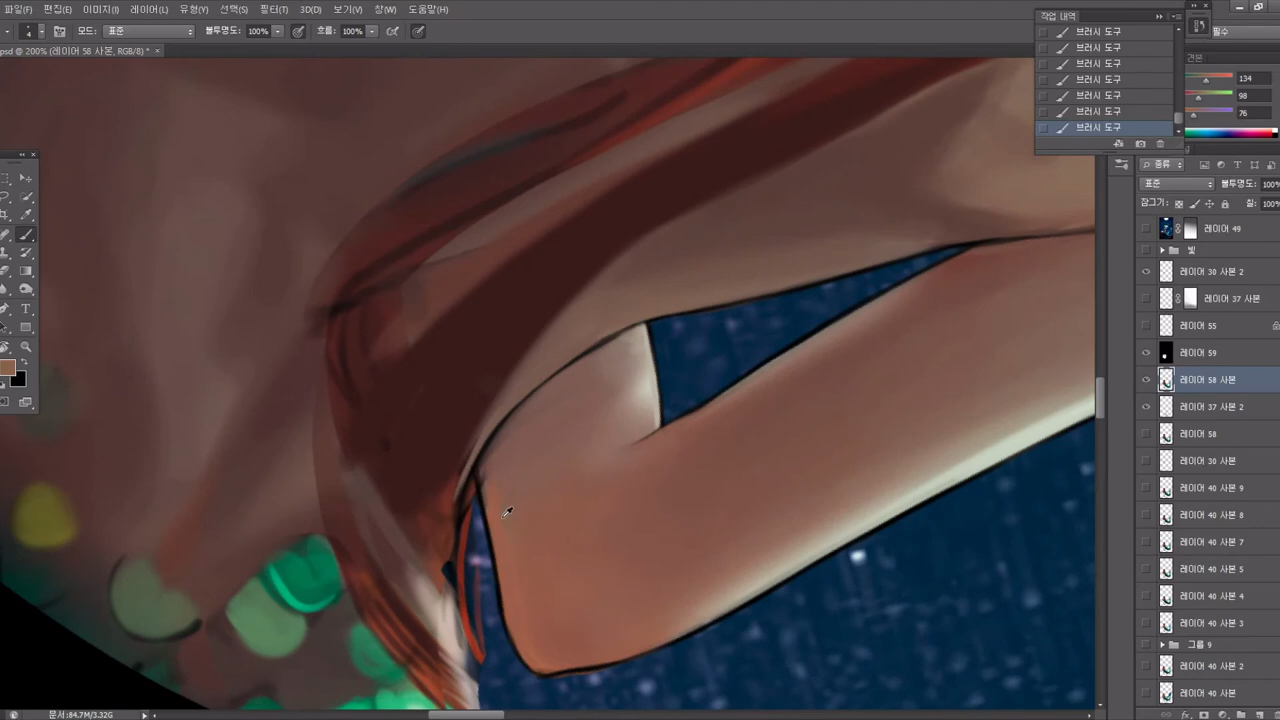 파일(F) 편집(E) 이미지(I) 레이어(L) 유형(Y) 선택(S) 필터(T) 3D(D) 보기(V) 창(W) 도움말(H)
4 모드: 표준 불투명도: 100% 흐름: 100%
psd @ 200% (레이어 58 사본, RGB/8) * ×
작업 내역
브러시 도구
브러시 도구
브러시 도구
브러시 도구
브러시 도구
브러시 도구
브러시 도구
필수
견본
134
98
76
종류
표준 불투명도: 100%
잠그기: 칠: 100%
레이어 49
빛
레이어 30 사본 2
레이어 37 사본
레이어 55
레이어 59
레이어 58 사본
레이어 37 사본 2
레이어 58
레이어 30 사본
레이어 40 사본 9
레이어 40 사본 8
레이어 40 사본 7
레이어 40 사본 5
레이어 40 사본 4
레이어 40 사본 3
그룹 9
레이어 40 사본 2
레이어 40 사본
문서:84.7M/3.32G